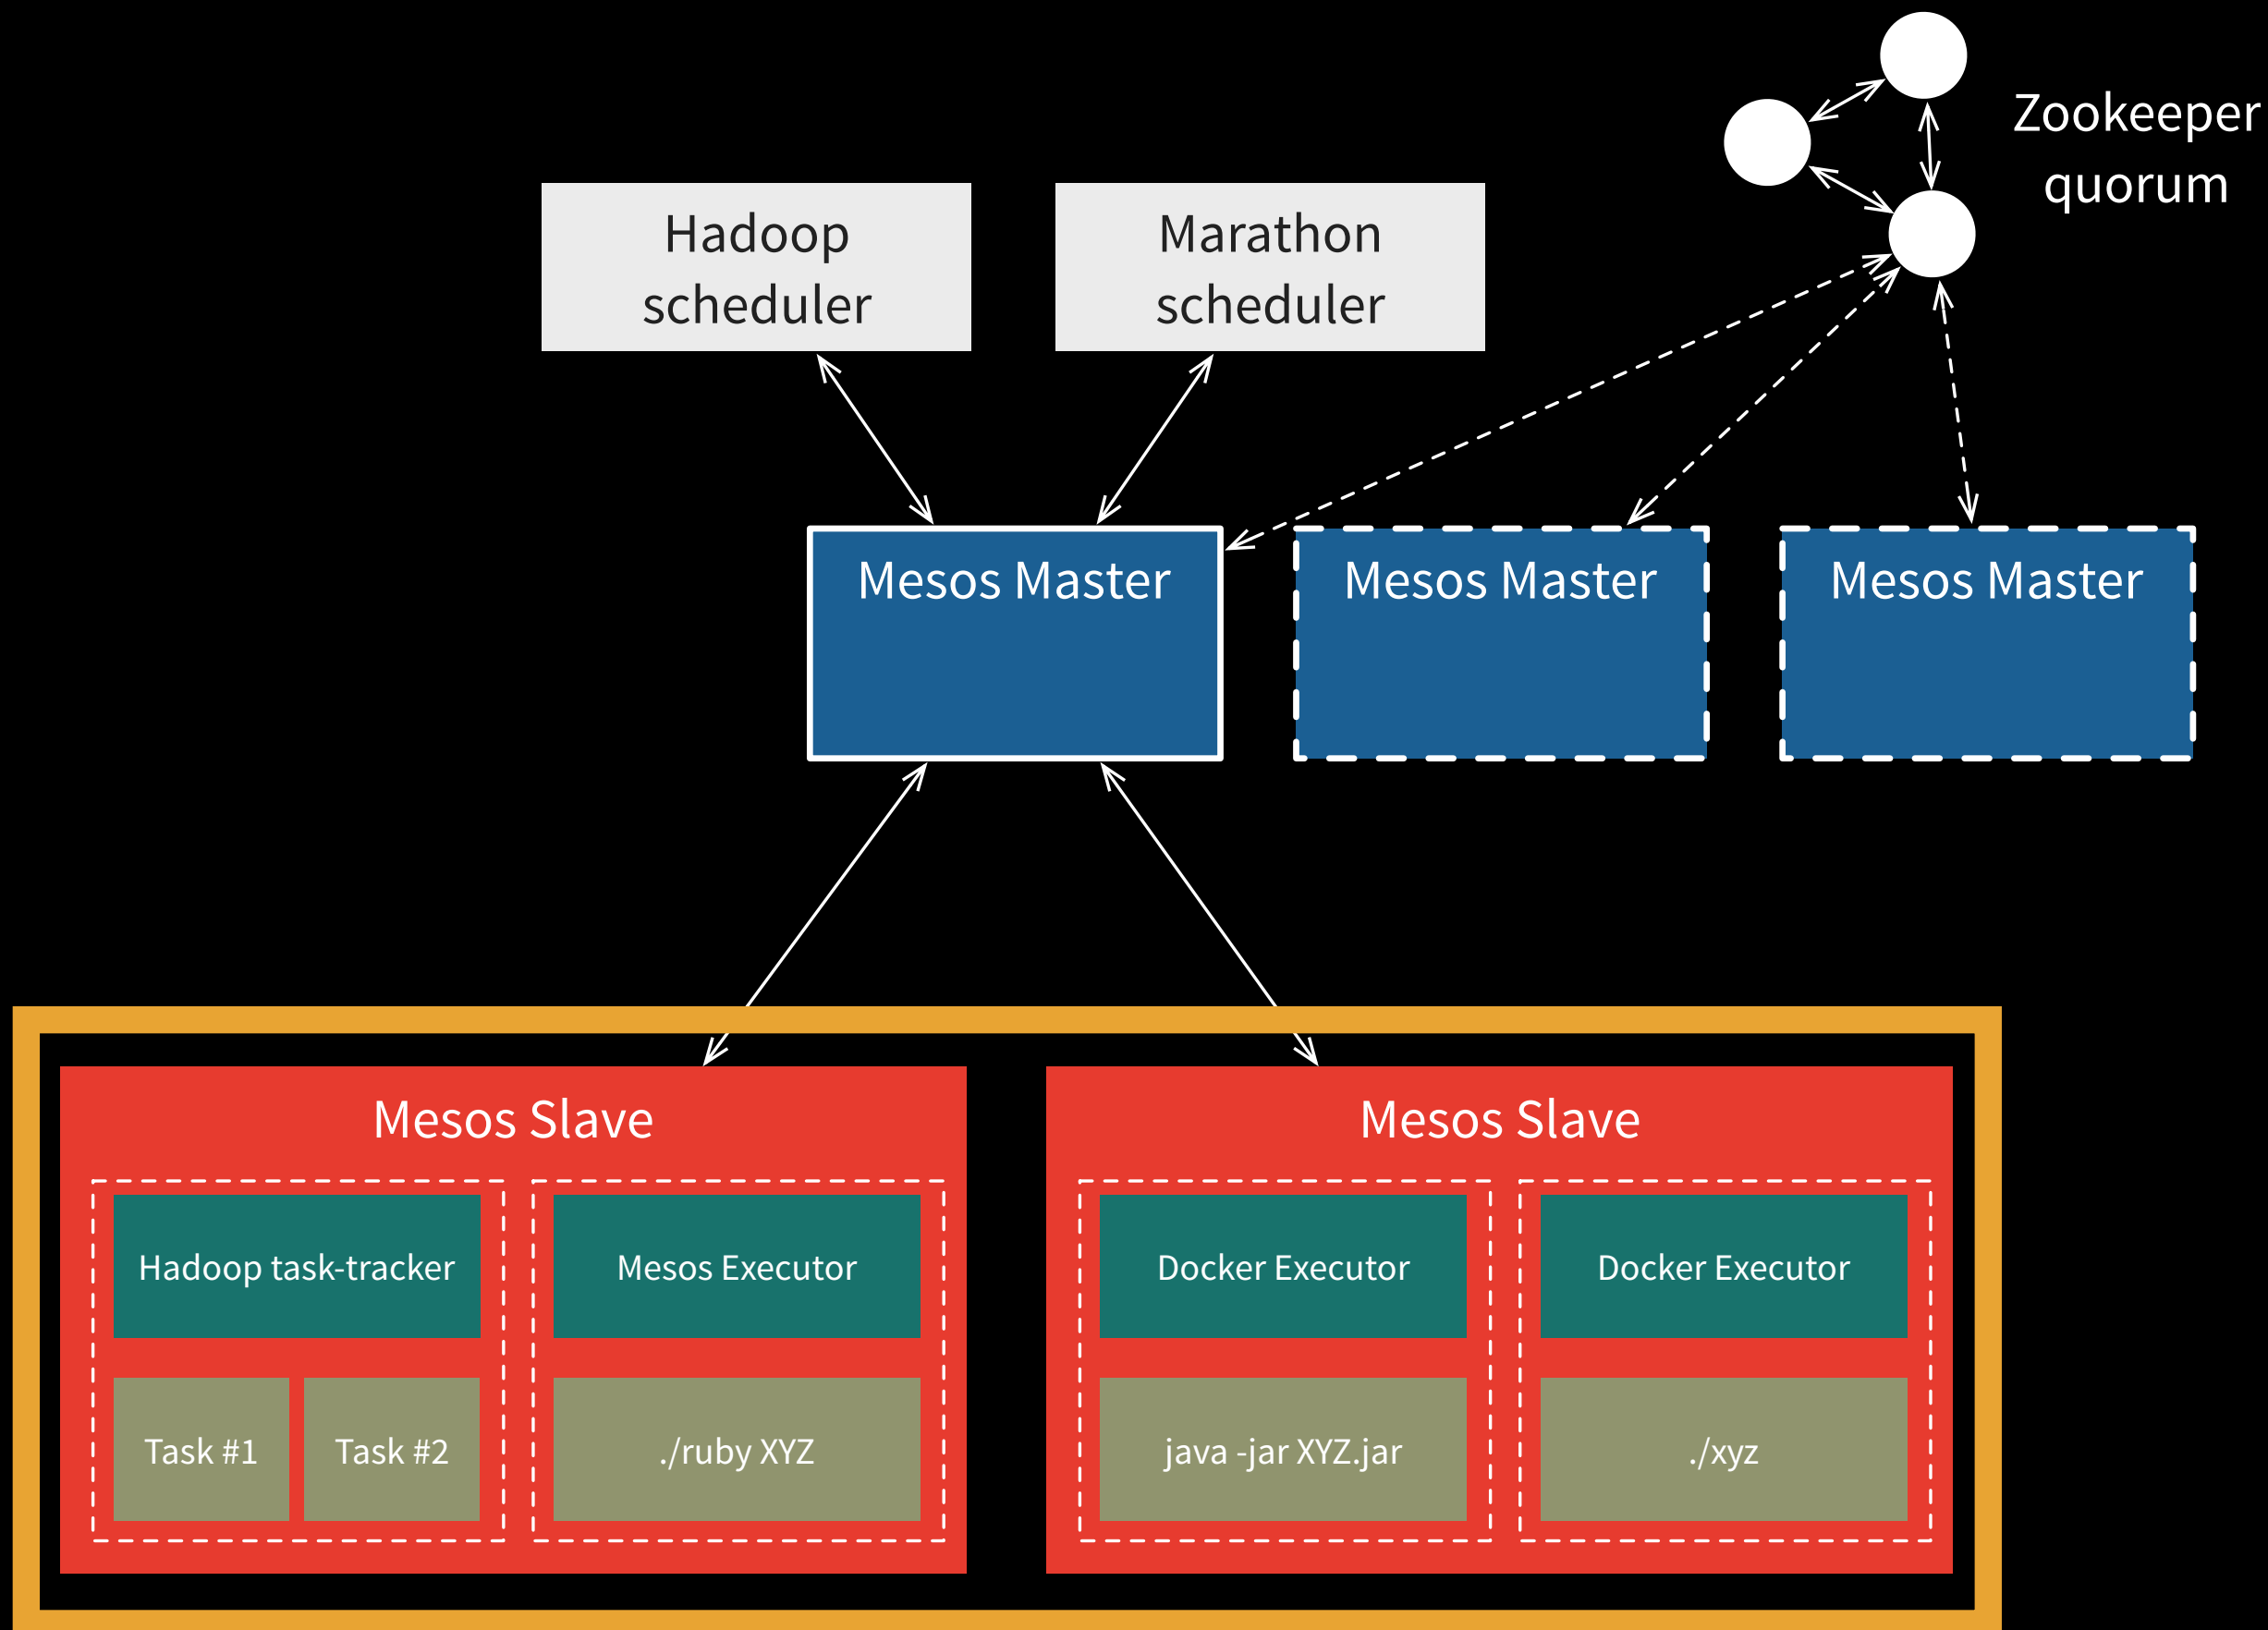 Zookeeper
quorum
Hadoop
scheduler
Marathon
scheduler
Mesos Master
Mesos Master
Mesos Master
Mesos Slave
Mesos Slave
Hadoop task-tracker
Mesos Executor
Docker Executor
Docker Executor
Task #1
Task #2
./ruby XYZ
java -jar XYZ.jar
./xyz